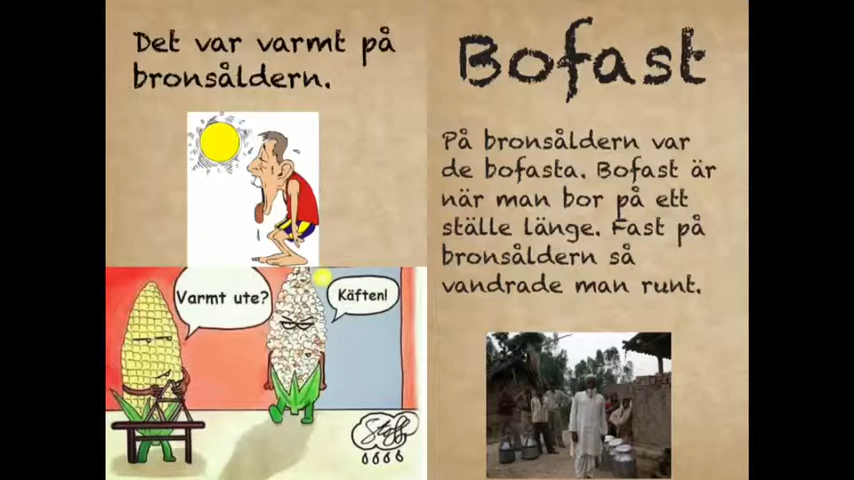 Det var varmt på
bronsåldern.
Varmt ute?
Käften!
Bofast
På bronsåldern var
de bofasta. Bofast är
när man bor på ett
ställe länge. Fast på
bronsåldern så
vandrade man runt.